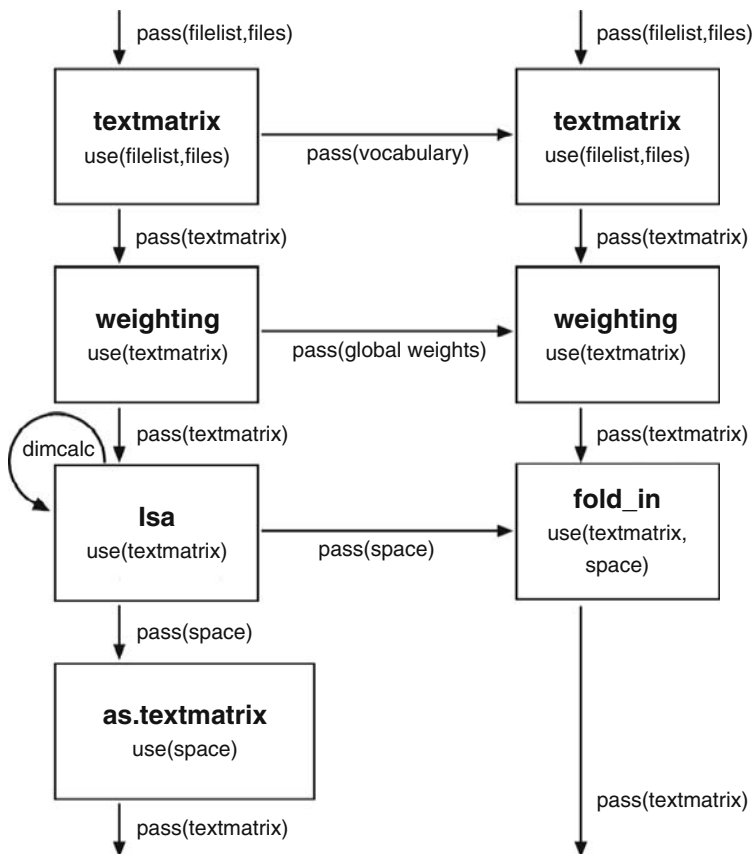 pass(filelist,files)
pass(filelist,files)
textmatrix
use(filelist,files)
pass(vocabulary)
textmatrix
use(filelist,files)
pass(textmatrix)
pass(textmatrix)
weighting
use(textmatrix)
pass(global weights)
weighting
use(textmatrix)
pass(textmatrix)
pass(textmatrix)
dimcalc
lsa
use(textmatrix)
pass(space)
fold_in
use(textmatrix,
space)
pass(space)
as.textmatrix
use(space)
pass(textmatrix)
pass(textmatrix)